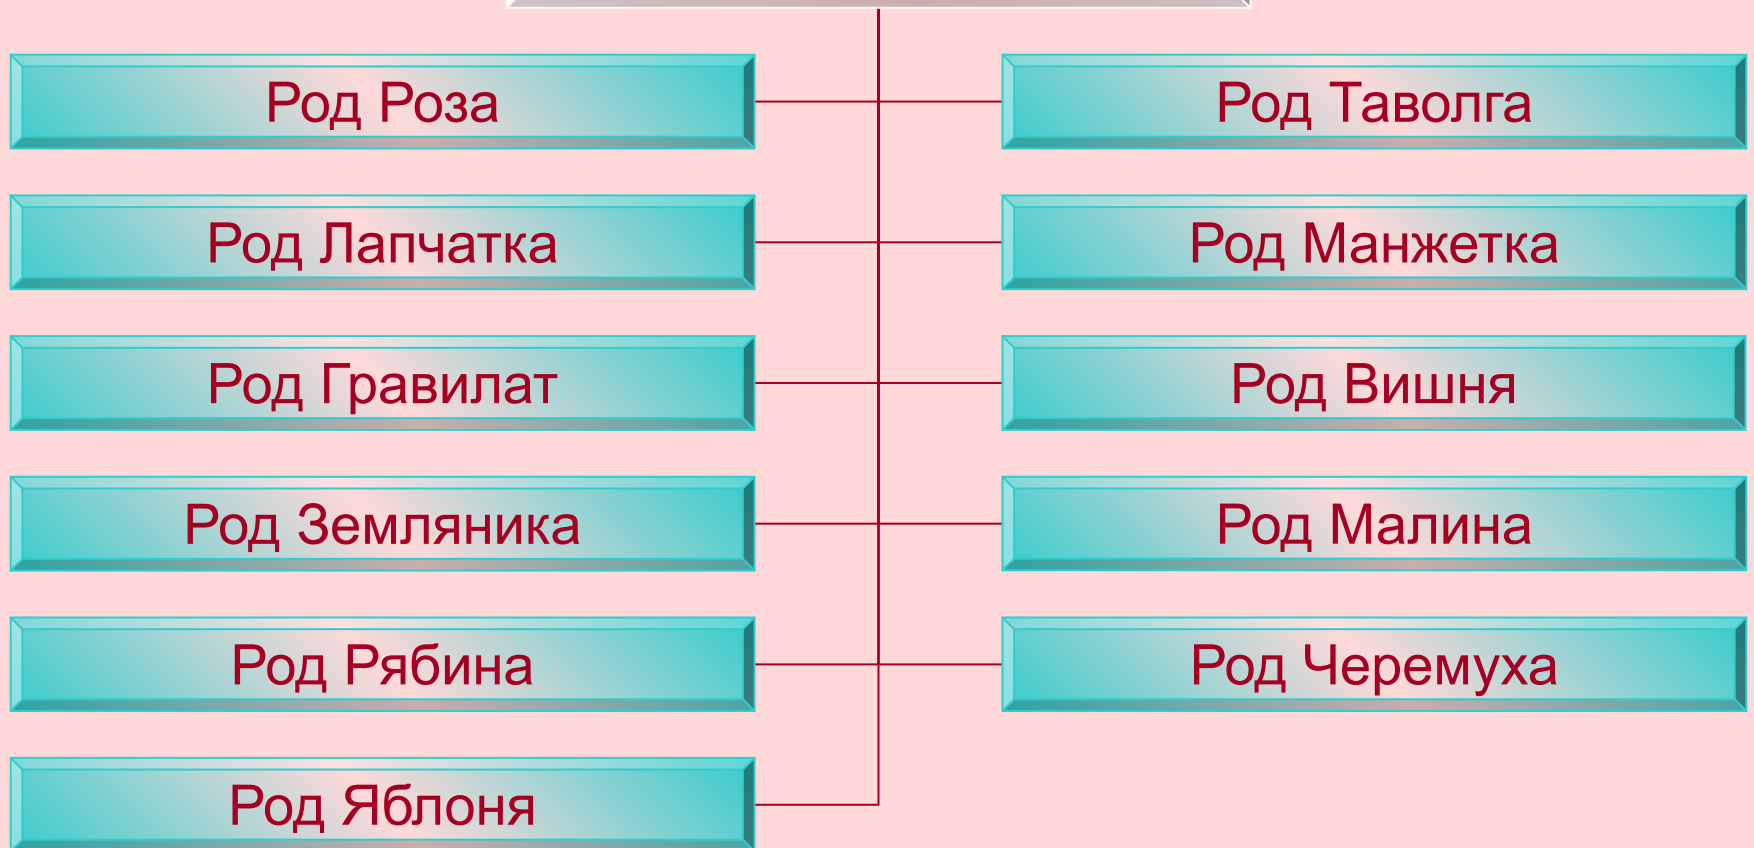 Род Роза
Род Таволга
Род Лапчатка
Род Манжетка
Род Гравилат
Род Вишня
Род Земляника
Род Малина
Род Рябина
Род Черемуха
Род Яблоня